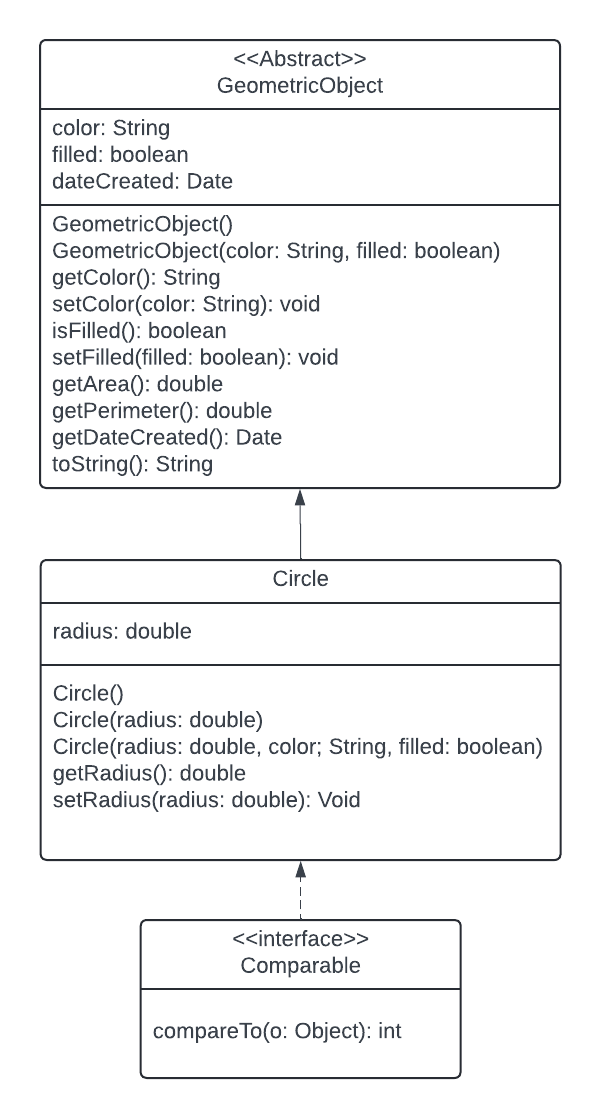 <<Abstract>>
GeometricObject
color: String
filled: boolean
dateCreated: Date
GeometricObject()
GeometricObject(color: String, filled: boolean)
getColor(): String
setColor(color: String): void
isFilled(): boolean
setFilled(filled: boolean): void
getArea(): double
getPerimeter(): double
getDateCreated(): Date
toString(): String
Circle
radius: double
Circle()
Circle(radius: double)
Circle(radius: double, color; String, filled: boolean)
getRadius(): double
setRadius(radius: double): Void
<<interface>>
Comparable
compareTo(o: Object): int